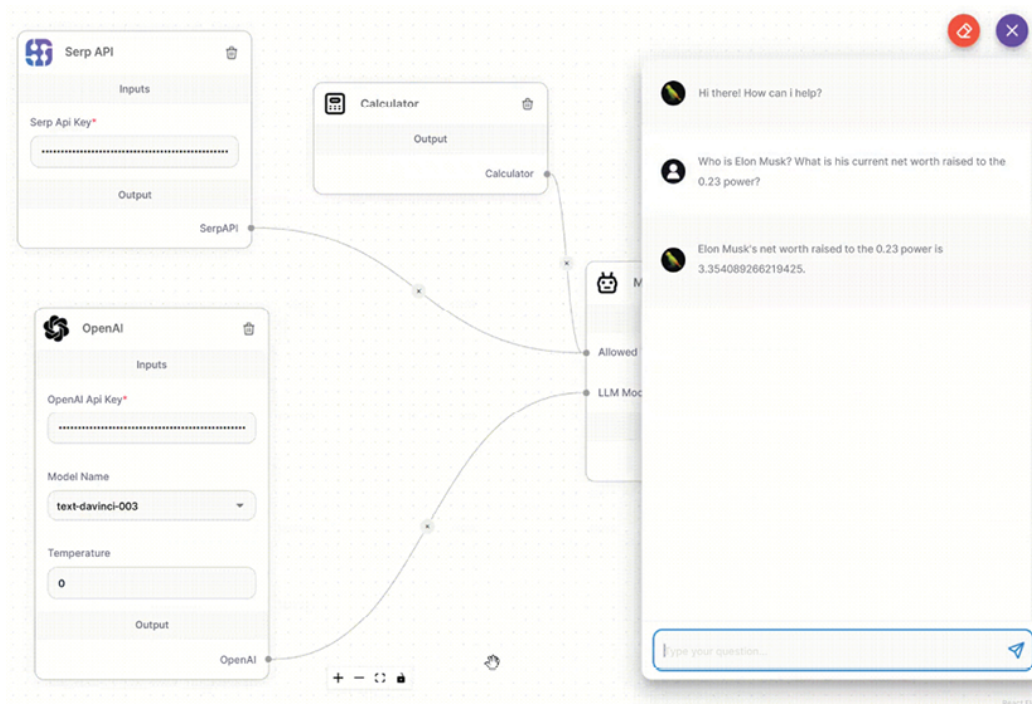 Serp API
Inputs
Serp Api Key*
Output
SerpAPI
Calculator
Output
Calculator
OpenAI
Inputs
OpenAI Api Key*
Model Name
text-davinci-003
Temperature
0
Output
OpenAI
M
Allowed
LLM Mod
Hi there! How can i help?
Who is Elon Musk? What is his current net worth raised to the
0.23 power?
Elon Musk's net worth raised to the 0.23 power is
3.354089266219425.
Type your question...